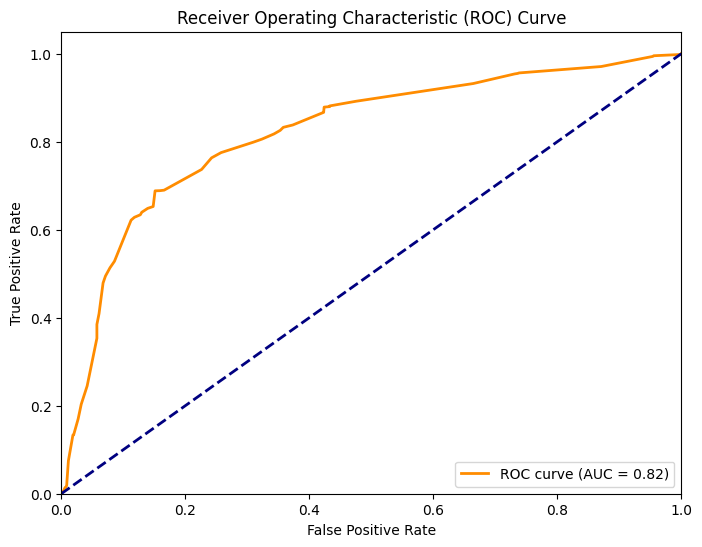 Receiver Operating Characteristic (ROC) Curve
1.0
0.8
0.6
0.4
0.2
0.0
True Positive Rate
ROC curve (AUC = 0.82)
0.0 0.2 0.4 0.6 0.8 1.0
False Positive Rate